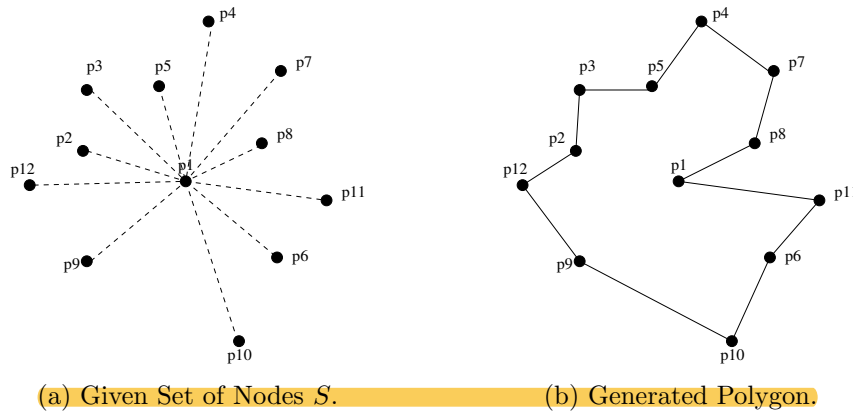 p4
p3
p5
p7
p2
p8
p12
p1
p11
p9
p6
p10
p4
p3
p5
p7
p2
p8
p12
p1
p1
p9
p6
p10
(a) Given Set of Nodes S.
(b) Generated Polygon.